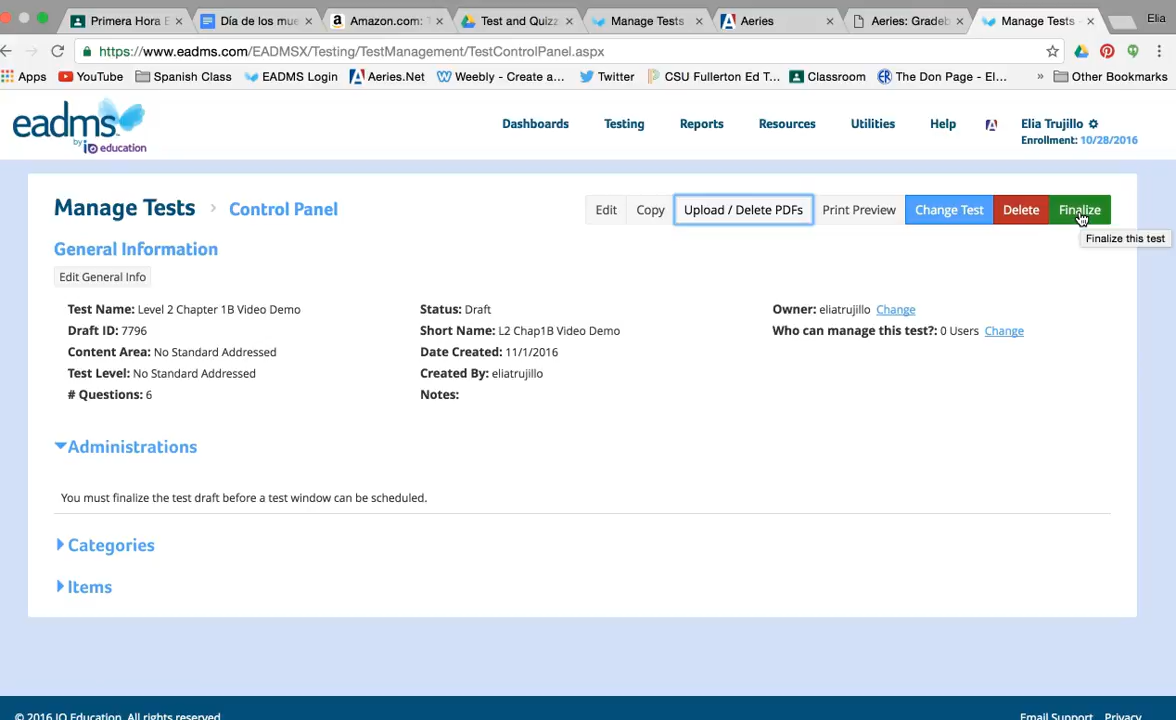 Primera Hora E Día de los mue Amazon.com: T Test and Quizz Manage Tests Aeries Aeries: Gradeb Manage Tests Elia
https://www.eadms.com/EADMSX/Testing/TestManagement/TestControlPanel.aspx
Apps YouTube Spanish Class EADMS Login Aeries.Net Weebly - Create a... Twitter CSU Fullerton Ed T... Classroom The Don Page - El... » Other Bookmarks
eadms
by io education
Dashboards Testing Reports Resources Utilities Help Elia Trujillo
Enrollment: 10/28/2016
Manage Tests Control Panel Edit Copy Upload / Delete PDFs Print Preview Change Test Delete Finalize
Finalize this test
General Information
Edit General Info
Test Name: Level 2 Chapter 1B Video Demo Status: Draft Owner: eliatrujillo Change
Draft ID: 7796 Short Name: L2 Chap1B Video Demo Who can manage this test?: 0 Users Change
Content Area: No Standard Addressed Date Created: 11/1/2016
Test Level: No Standard Addressed Created By: eliatrujillo
# Questions: 6 Notes:
Administrations
You must finalize the test draft before a test window can be scheduled.
Categories
Items
© 2016 IO Education. All rights reserved. Email Support Privacy